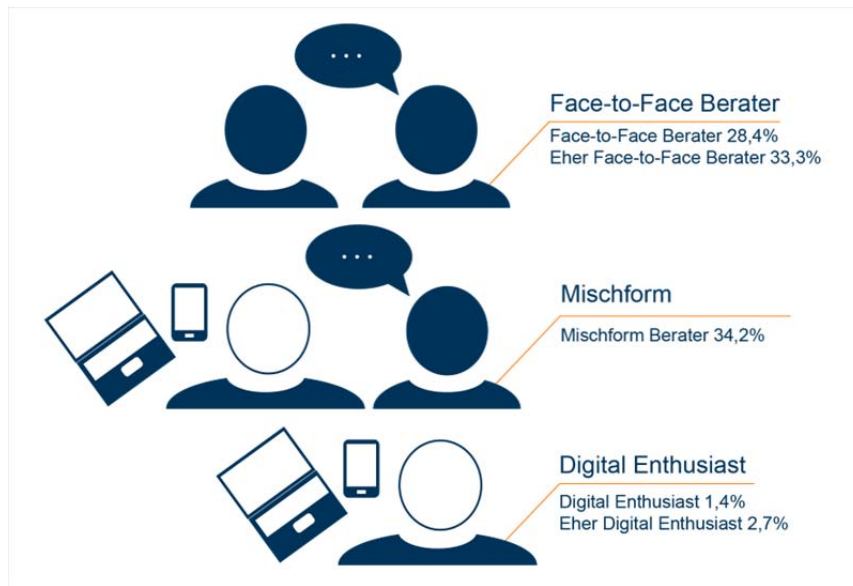 Face-to-Face Berater
Face-to-Face Berater 28,4%
Eher Face-to-Face Berater 33,3%
Mischform
Mischform Berater 34,2%
Digital Enthusiast
Digital Enthusiast 1,4%
Eher Digital Enthusiast 2,7%